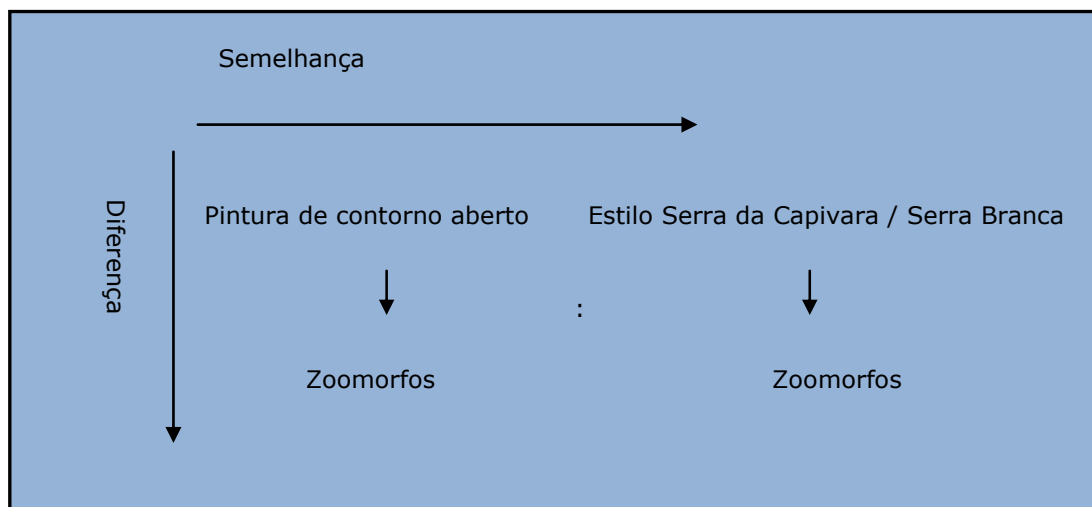 Semelhança
Diferença
Pintura de contorno aberto Estilo Serra da Capivara / Serra Branca
:
Zoomorfos Zoomorfos